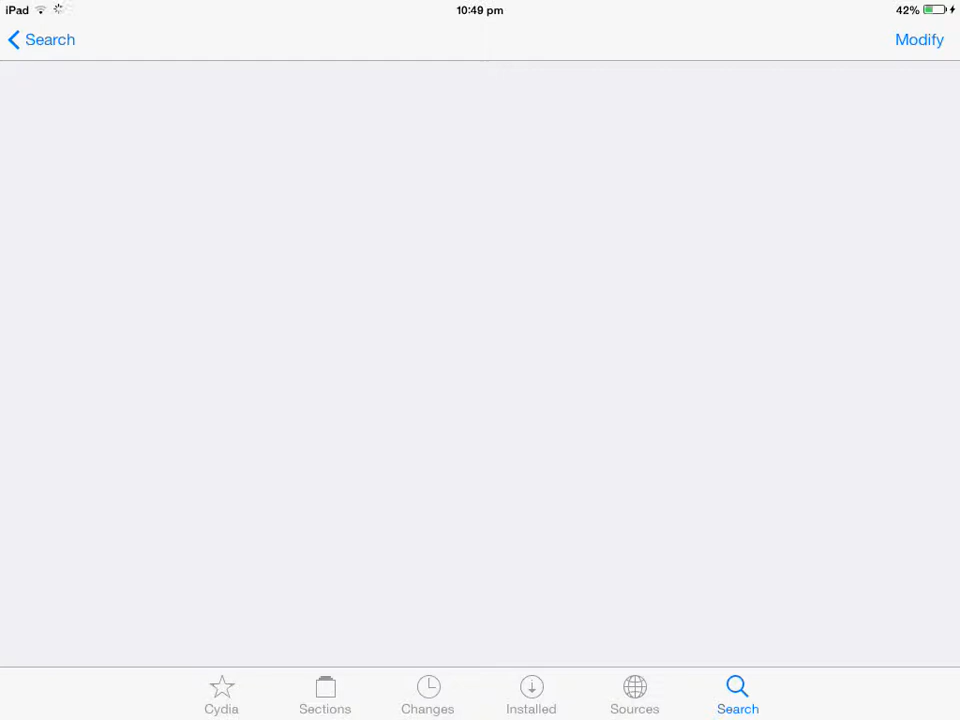 iPad
10:49 pm
42%
Search
Modify
Cydia
Sections
Changes
Installed
Sources
Search